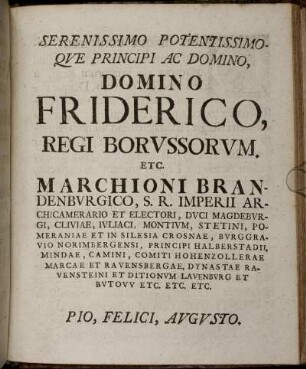 SERENISSIMO POTENTISSIMO-
QVE PRINCIPI AC DOMINO,
DOMINO
FRIDERICO,
REGI BORVSSORVM.
ETC.
MARCHIONI BRAN-
DENBVRGICO, S. R. IMPERII AR-
CH:CAMERARIO ET ELECTORI, DVCI MAGDEBVR-
GI, CLIVIAE, IVLIACI, MONTIVM, STETINI, PO-
MERANIAE ET IN SILESIA CROSNAE, BVRGGRA-
VIO NORIMBERGENSI, PRINCIPI HALBERSTADII,
MINDAE, CAMINI, COMITI HOHENZOLLERAE
MARCAE ET RAVENSBERGAE, DYNASTAE RA-
VENSTEINI ET DITIONVM LAVENBVRG ET
BVTOVV ETC. ETC. ETC.
PIO, FELICI, AVGVSTO.